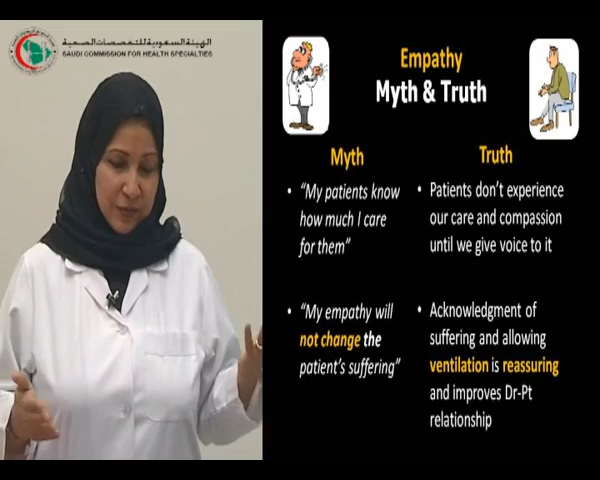 الهيئة السعودية للتخصصات الصحية
SAUDI COMMISSION FOR HEALTH SPECIALTIES
Empathy
Myth & Truth
Myth
Truth
• “My patients know
how much I care
for them”
• Patients don’t experience
our care and compassion
until we give voice to it
• “My empathy will
not change the
patient’s suffering”
• Acknowledgment of
suffering and allowing
ventilation is reassuring
and improves Dr-Pt
relationship